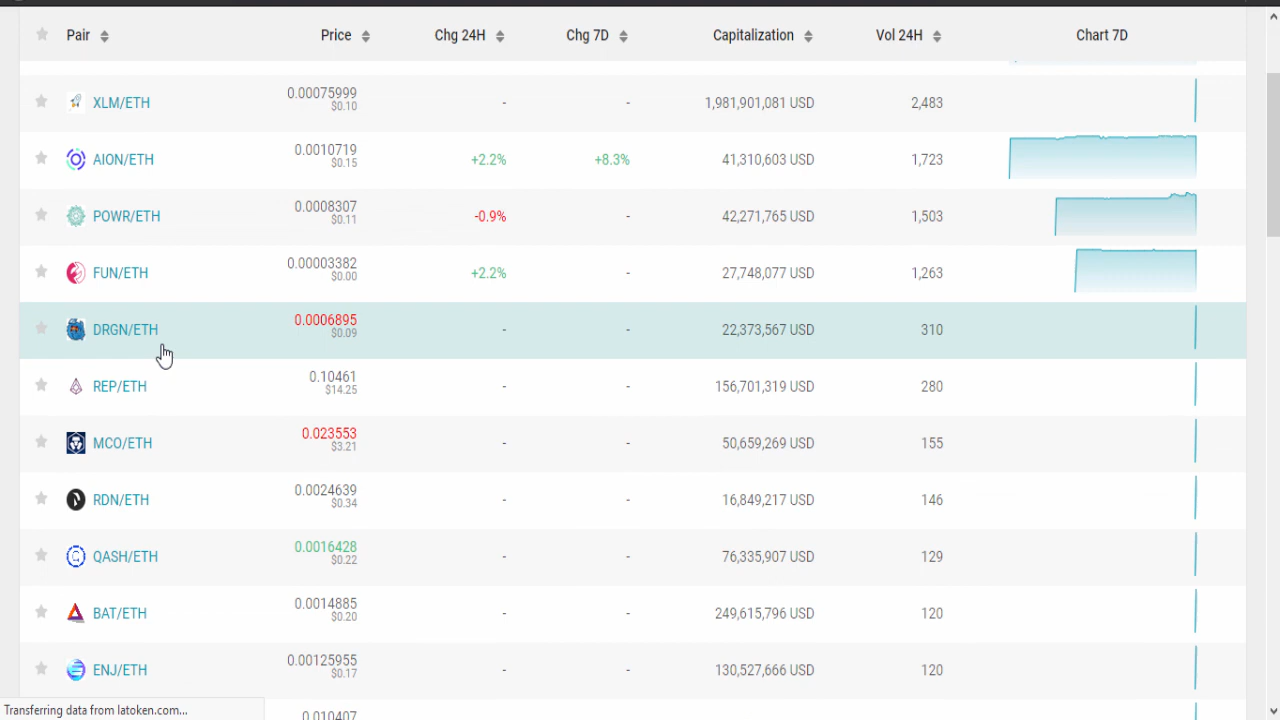 Pair Price Chg 24H Chg 7D Capitalization Vol 24H Chart 7D
XLM/ETH 0.00075999 - - 1,981,901,081 USD 2,483
$0.10
AION/ETH 0.0010719 +2.2% +8.3% 41,310,603 USD 1,723
$0.15
POWR/ETH 0.0008307 -0.9% - 42,271,765 USD 1,503
$0.11
FUN/ETH 0.00003382 +2.2% - 27,748,077 USD 1,263
$0.00
DRGN/ETH 0.0006895 - - 22,373,567 USD 310
$0.09
REP/ETH 0.10461 - - 156,701,319 USD 280
$14.25
MCO/ETH 0.023553 - - 50,659,269 USD 155
$3.21
RDN/ETH 0.0024639 - - 16,849,217 USD 146
$0.34
QASH/ETH 0.0016428 - - 76,335,907 USD 129
$0.22
BAT/ETH 0.0014885 - - 249,615,796 USD 120
$0.20
ENJ/ETH 0.00125955 - - 130,527,666 USD 120
$0.17
0.010407
Transferring data from latoken.com...